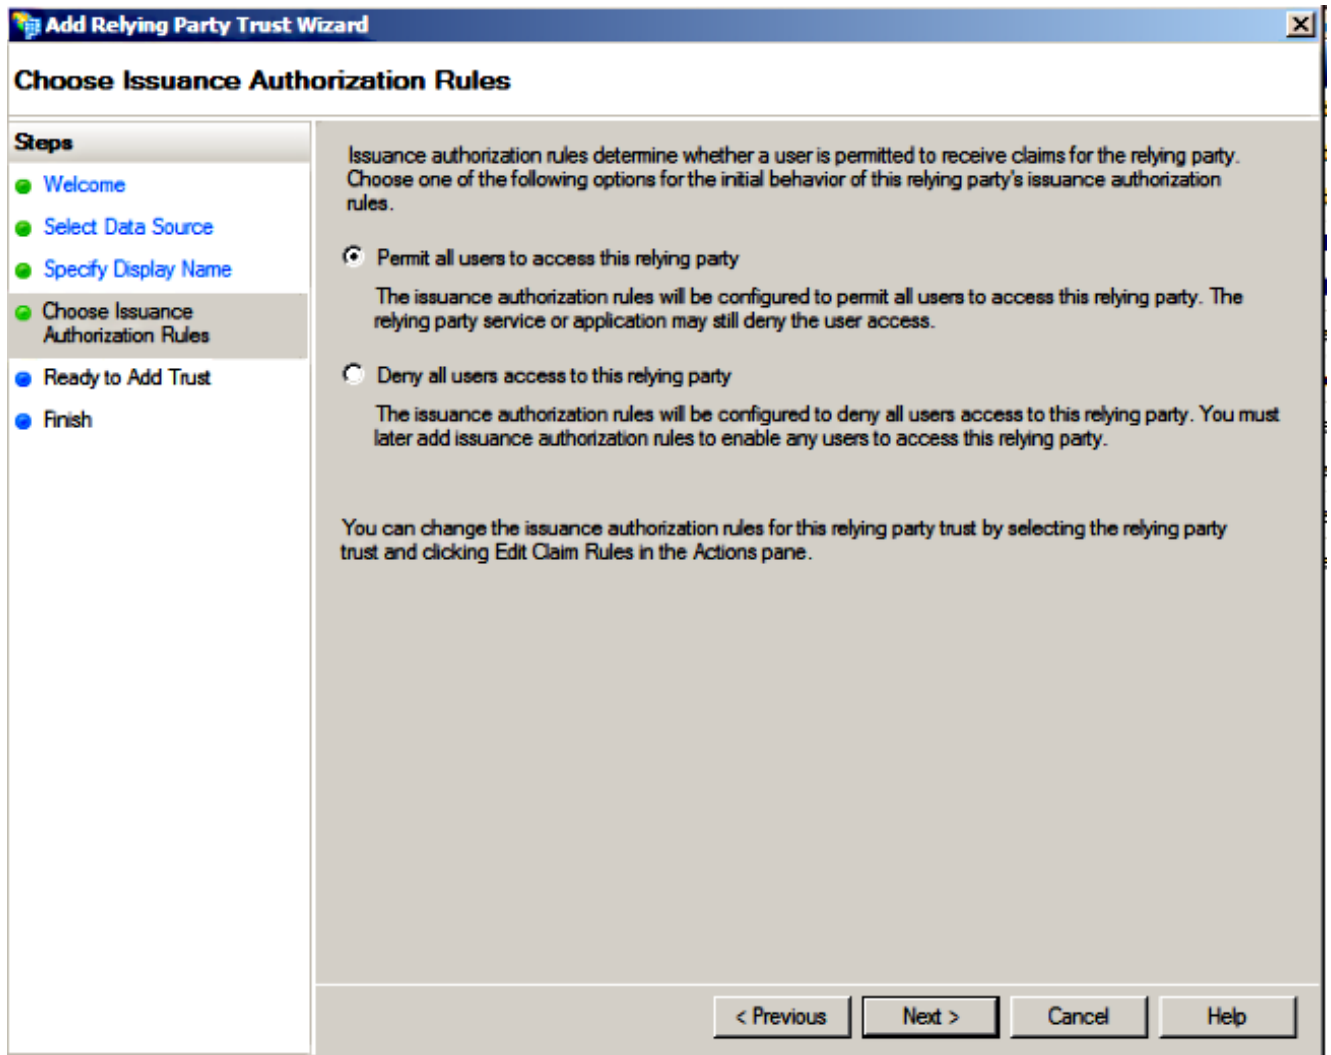 Add Relying Party Trust Wizard
Choose Issuance Authorization Rules
Steps
Welcome
Select Data Source
Specify Display Name
Choose Issuance
Authorization Rules
Ready to Add Trust
Finish
Issuance authorization rules determine whether a user is permitted to receive claims for the relying party.
Choose one of the following options for the initial behavior of this relying party's issuance authorization
rules.
Permit all users to access this relying party
The issuance authorization rules will be configured to permit all users to access this relying party. The
relying party service or application may still deny the user access.
Deny all users access to this relying party
The issuance authorization rules will be configured to deny all users access to this relying party. You must
later add issuance authorization rules to enable any users to access this relying party.
You can change the issuance authorization rules for this relying party trust by selecting the relying party
trust and clicking Edit Claim Rules in the Actions pane.
< Previous
Next >
Cancel
Help